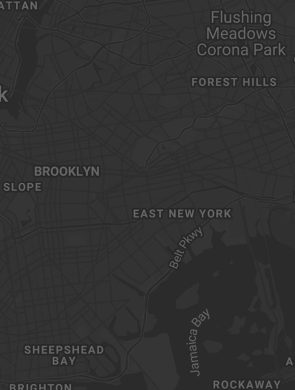 ATTAN
Flushing
Meadows
Corona Park
FOREST HILLS
k
BROOKLYN
SLOPE
EAST NEW YORK
Belt Pkwy
Jamaica Bay
SHEEPSHEAD
BAY
A
BRIGHTON
ROCKAWAY